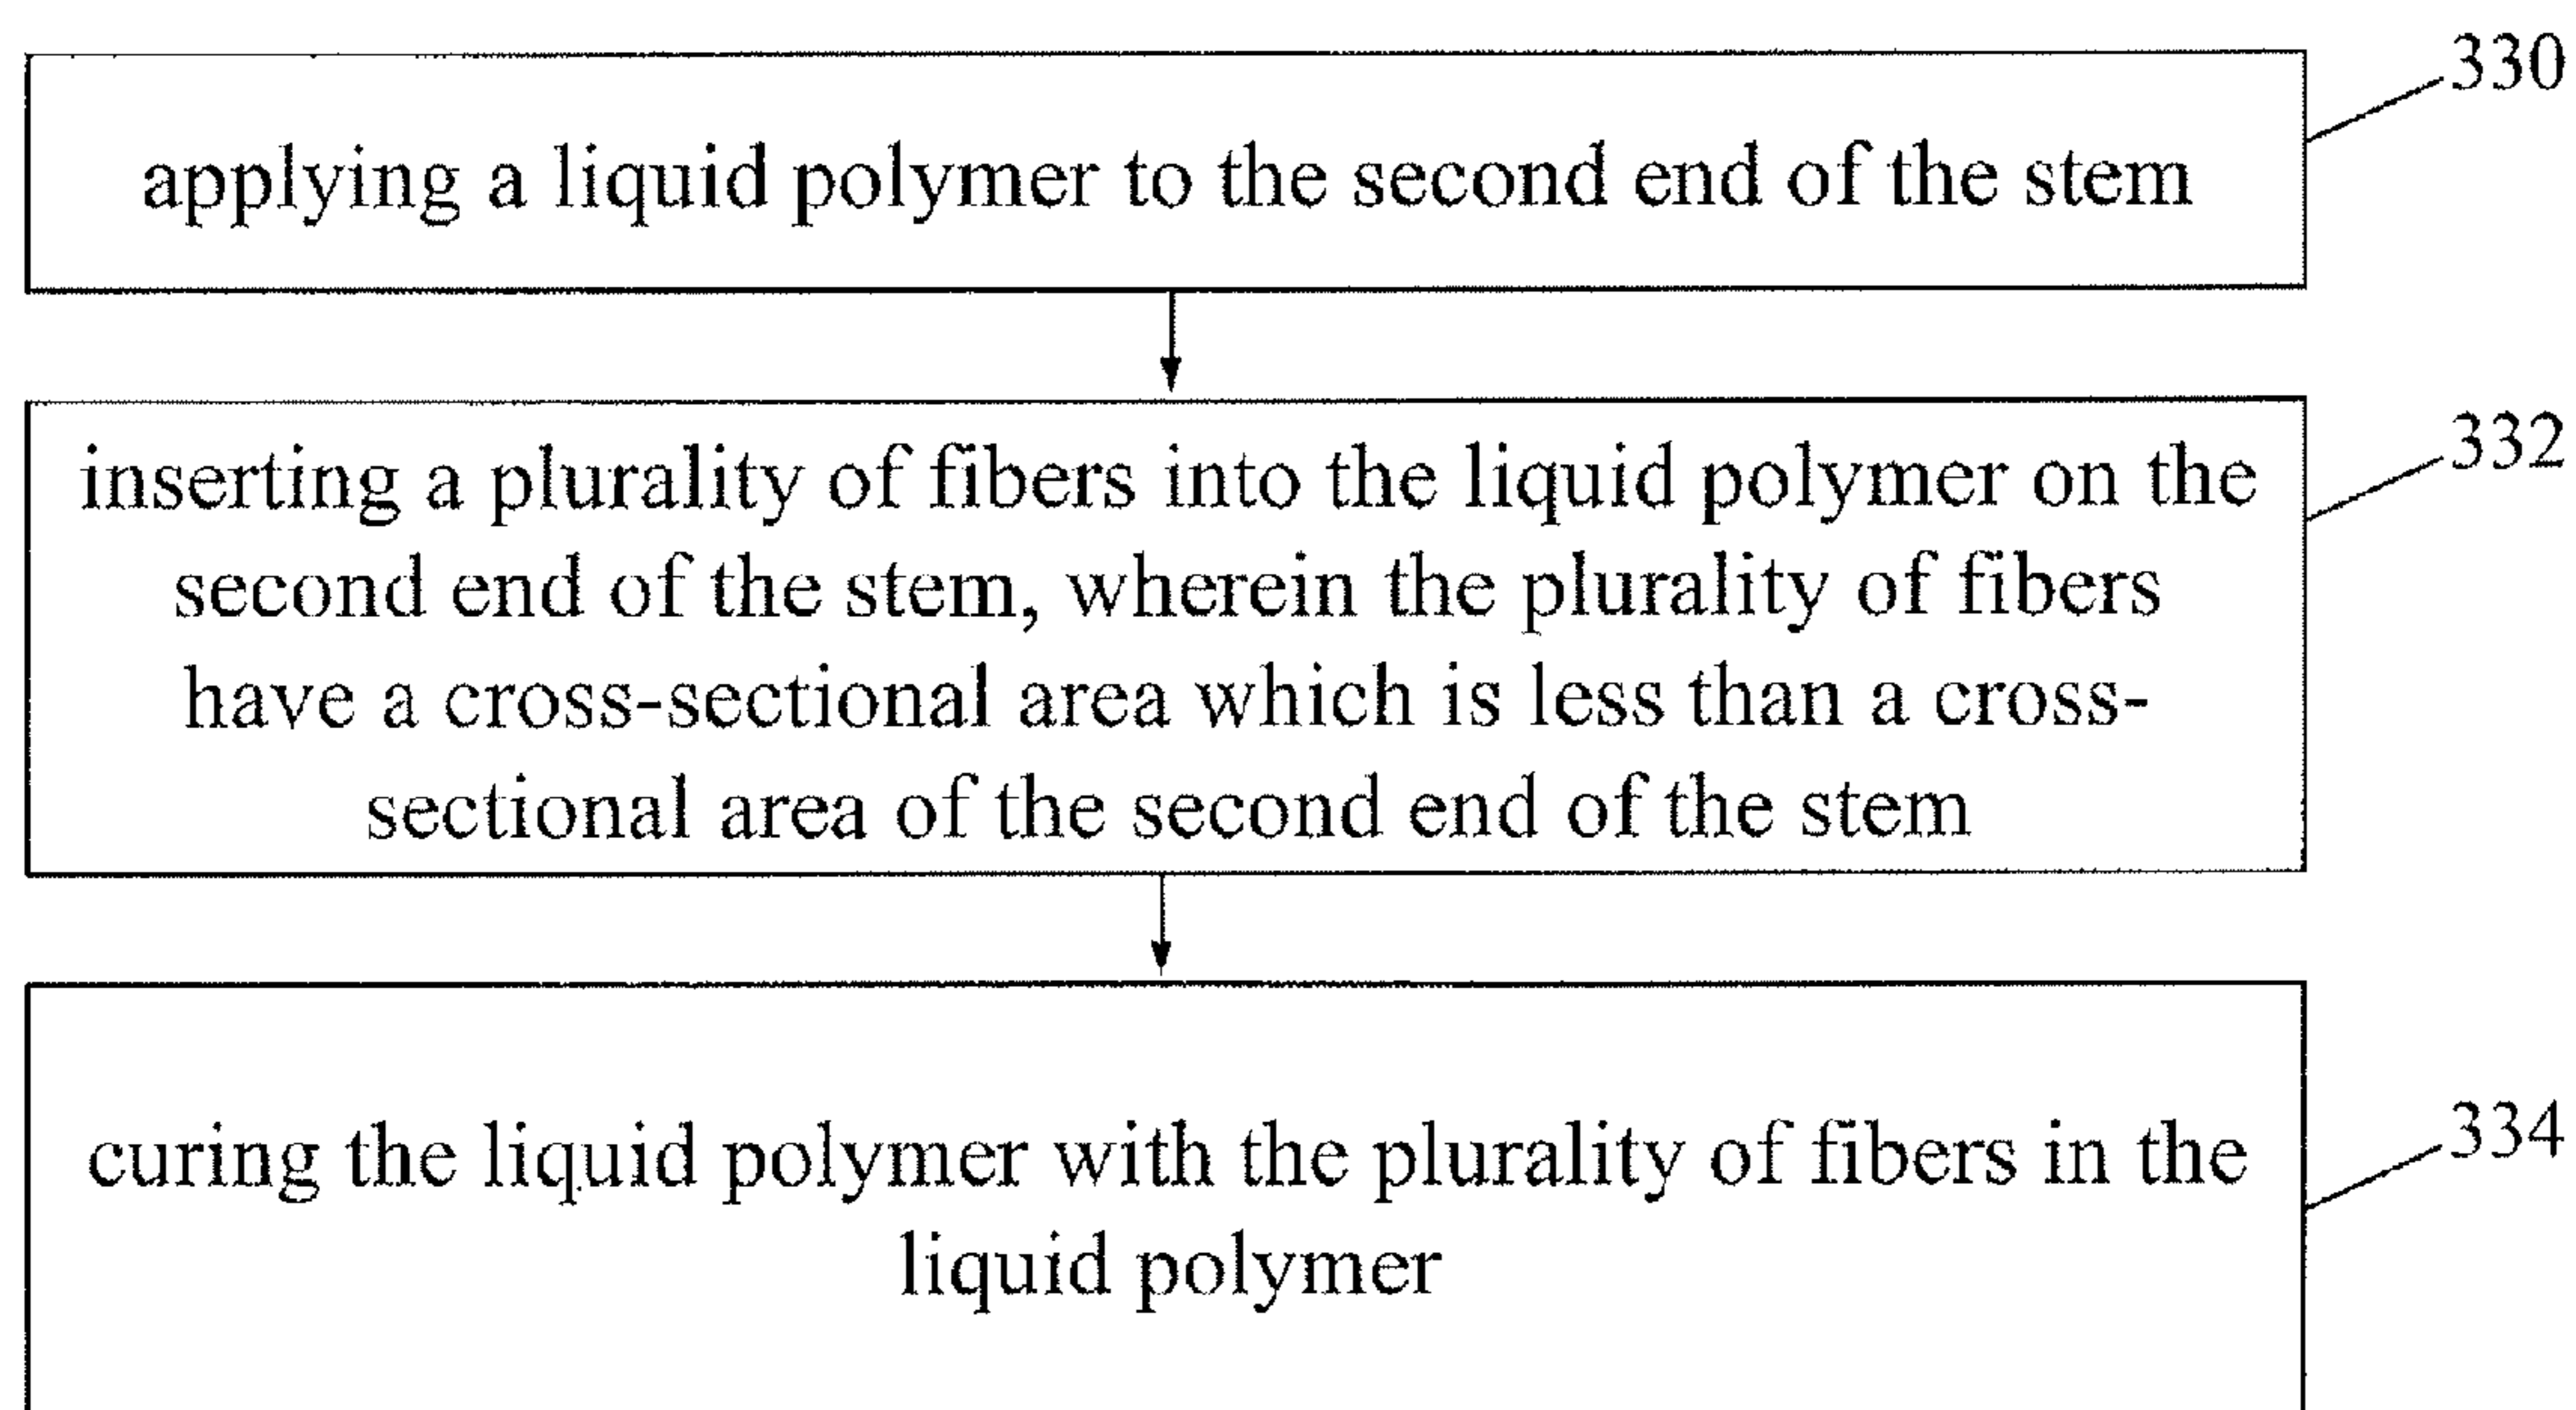 330
applying a liquid polymer to the second end of the stem
332
inserting a plurality of fibers into the liquid polymer on the
second end of the stem, wherein the plurality of fibers
have a cross-sectional area which is less than a cross-
sectional area of the second end of the stem
334
curing the liquid polymer with the plurality of fibers in the
liquid polymer